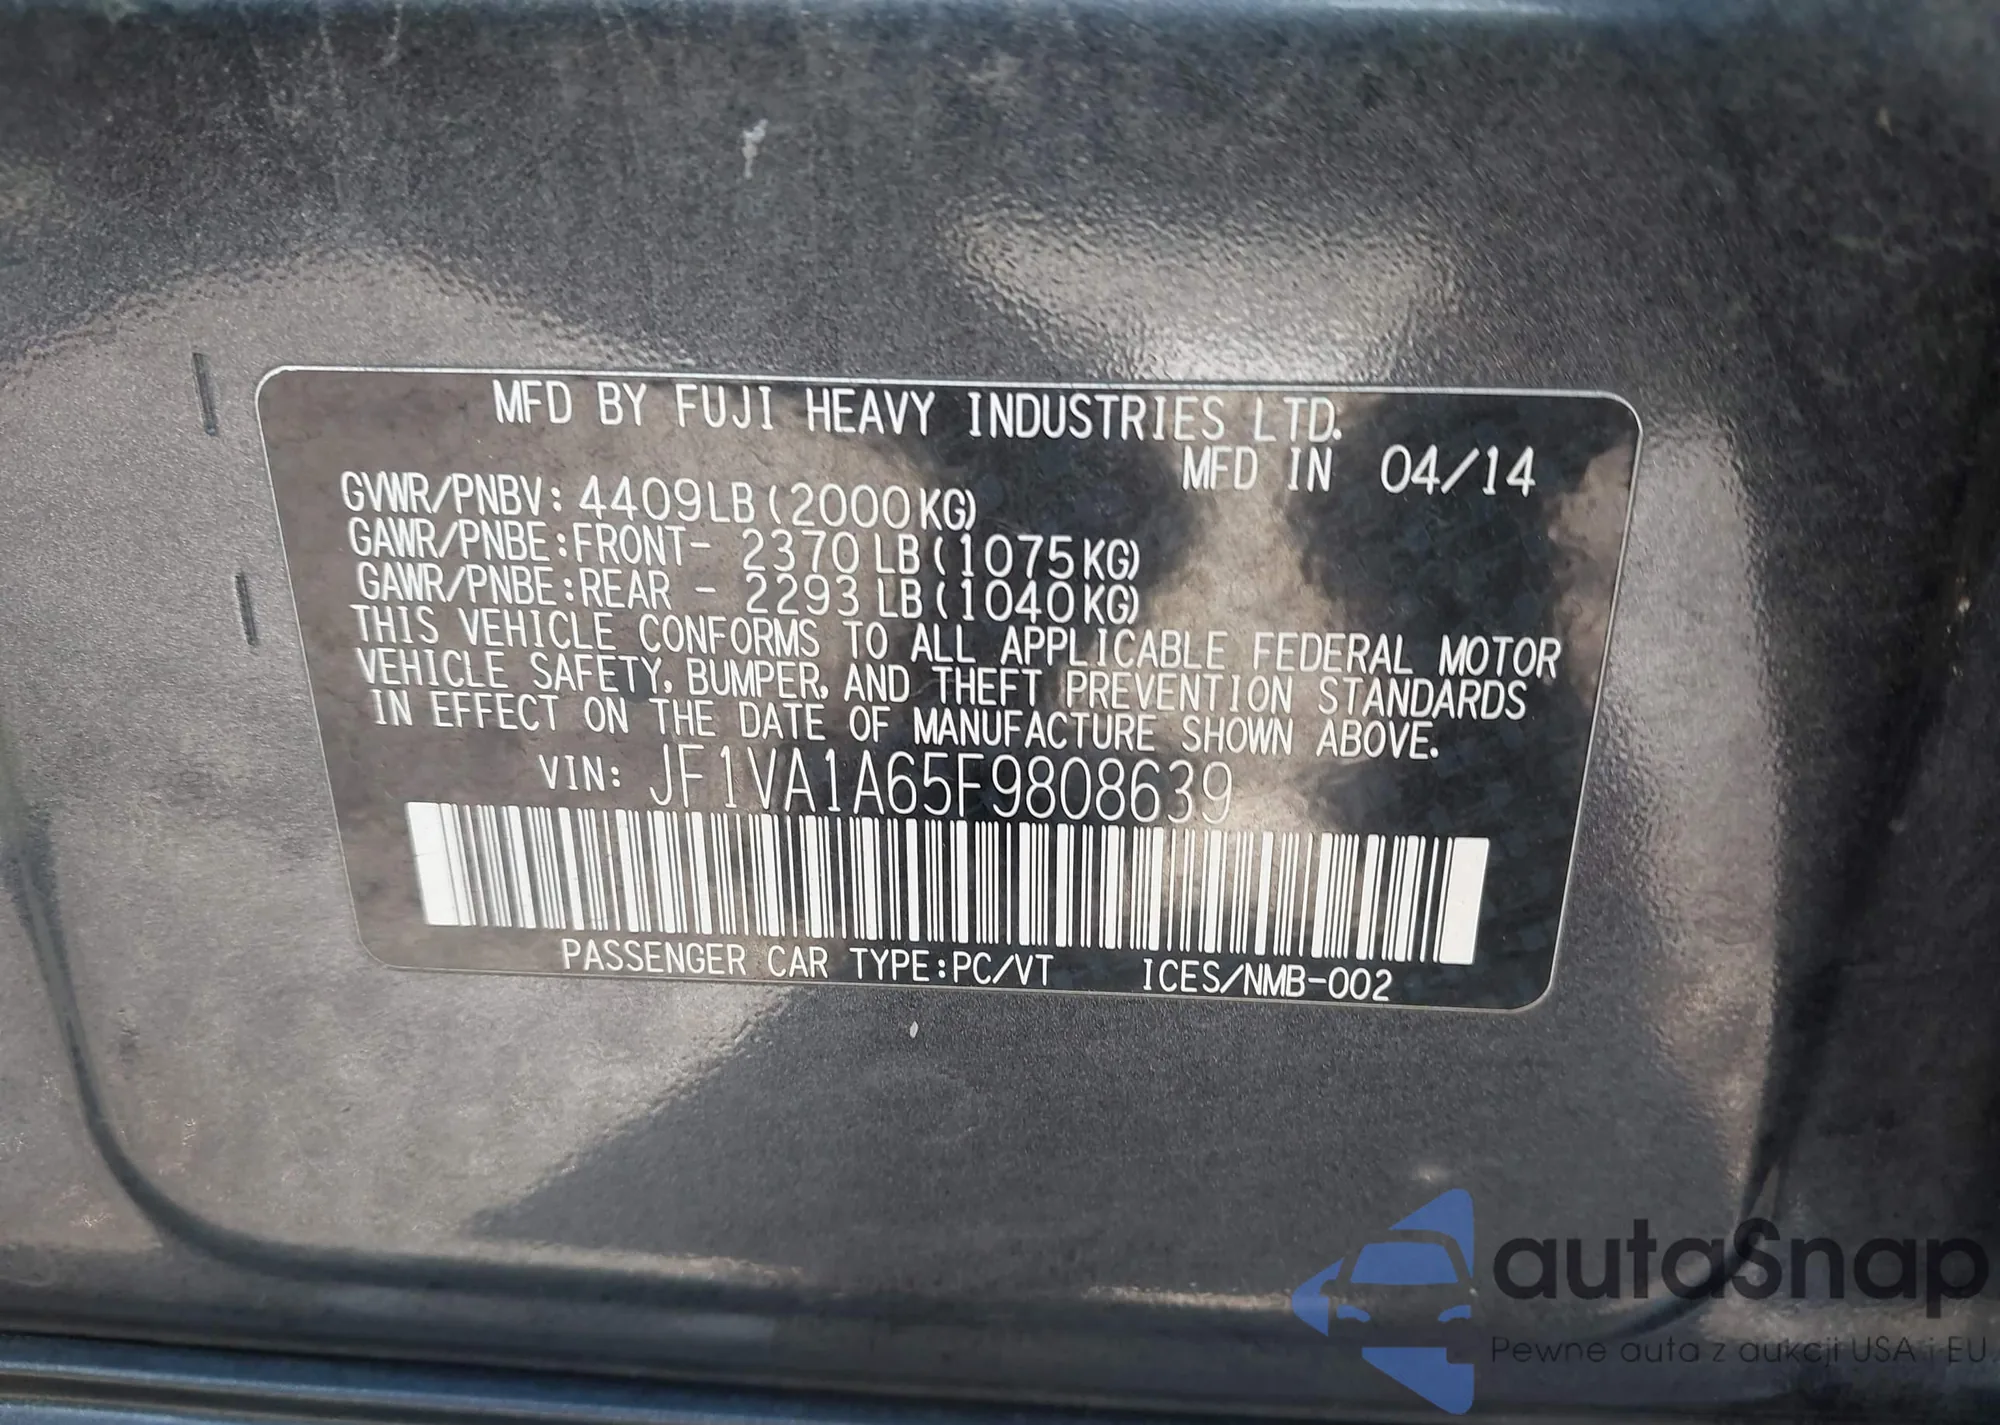 MFD BY FUJI HEAVY INDUSTRIES LTD.
MFD IN 04/14
GVWR/PNBV: 4409LB(2000KG)
GAWR/PNBE:FRONT- 2370LB(1075KG)
GAWR/PNBE:REAR - 2293LB(1040KG)
THIS VEHICLE CONFORMS TO ALL APPLICABLE FEDERAL MOTOR
VEHICLE SAFETY, BUMPER, AND THEFT PREVENTION STANDARDS
IN EFFECT ON THE DATE OF MANUFACTURE SHOWN ABOVE.
VIN: JF1VA1A65F9808639
PASSENGER CAR TYPE:PC/VT ICES/NMB-002
autaSnap
Pewne auta z aukcji USA i EU